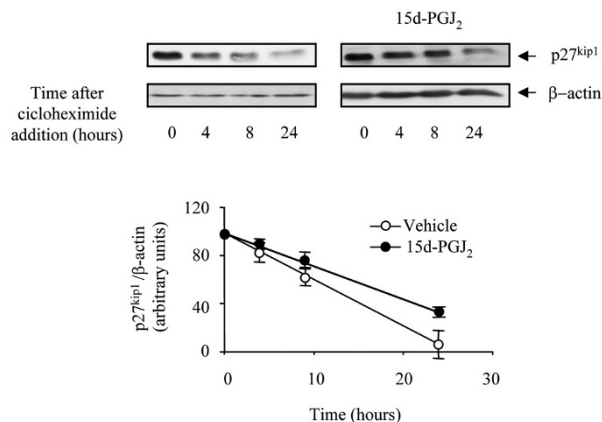 15d-PGJ2
p27kip1
β-actin
Time after
cicloheximide
addition (hours)
0 4 8 24 0 4 8 24
120
80
40
0
p27kip1/β-actin
(arbitrary units)
Vehicle
15d-PGJ2
0 10 20 30
Time (hours)